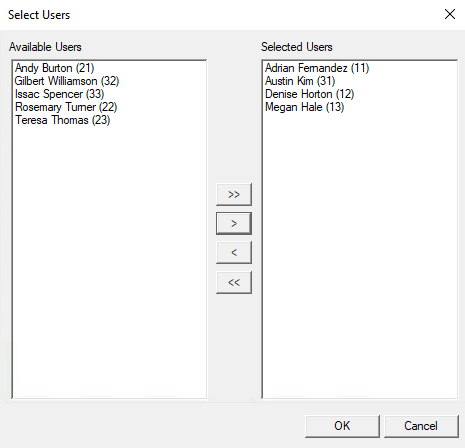 Select Users
Available Users
Andy Burton (21)
Gilbert Williamson (32)
Issac Spencer (33)
Rosemary Turner (22)
Teresa Thomas (23)
>>
>
<
<<
Selected Users
Adrian Fernandez (11)
Austin Kim (31)
Denise Horton (12)
Megan Hale (13)
OK
Cancel